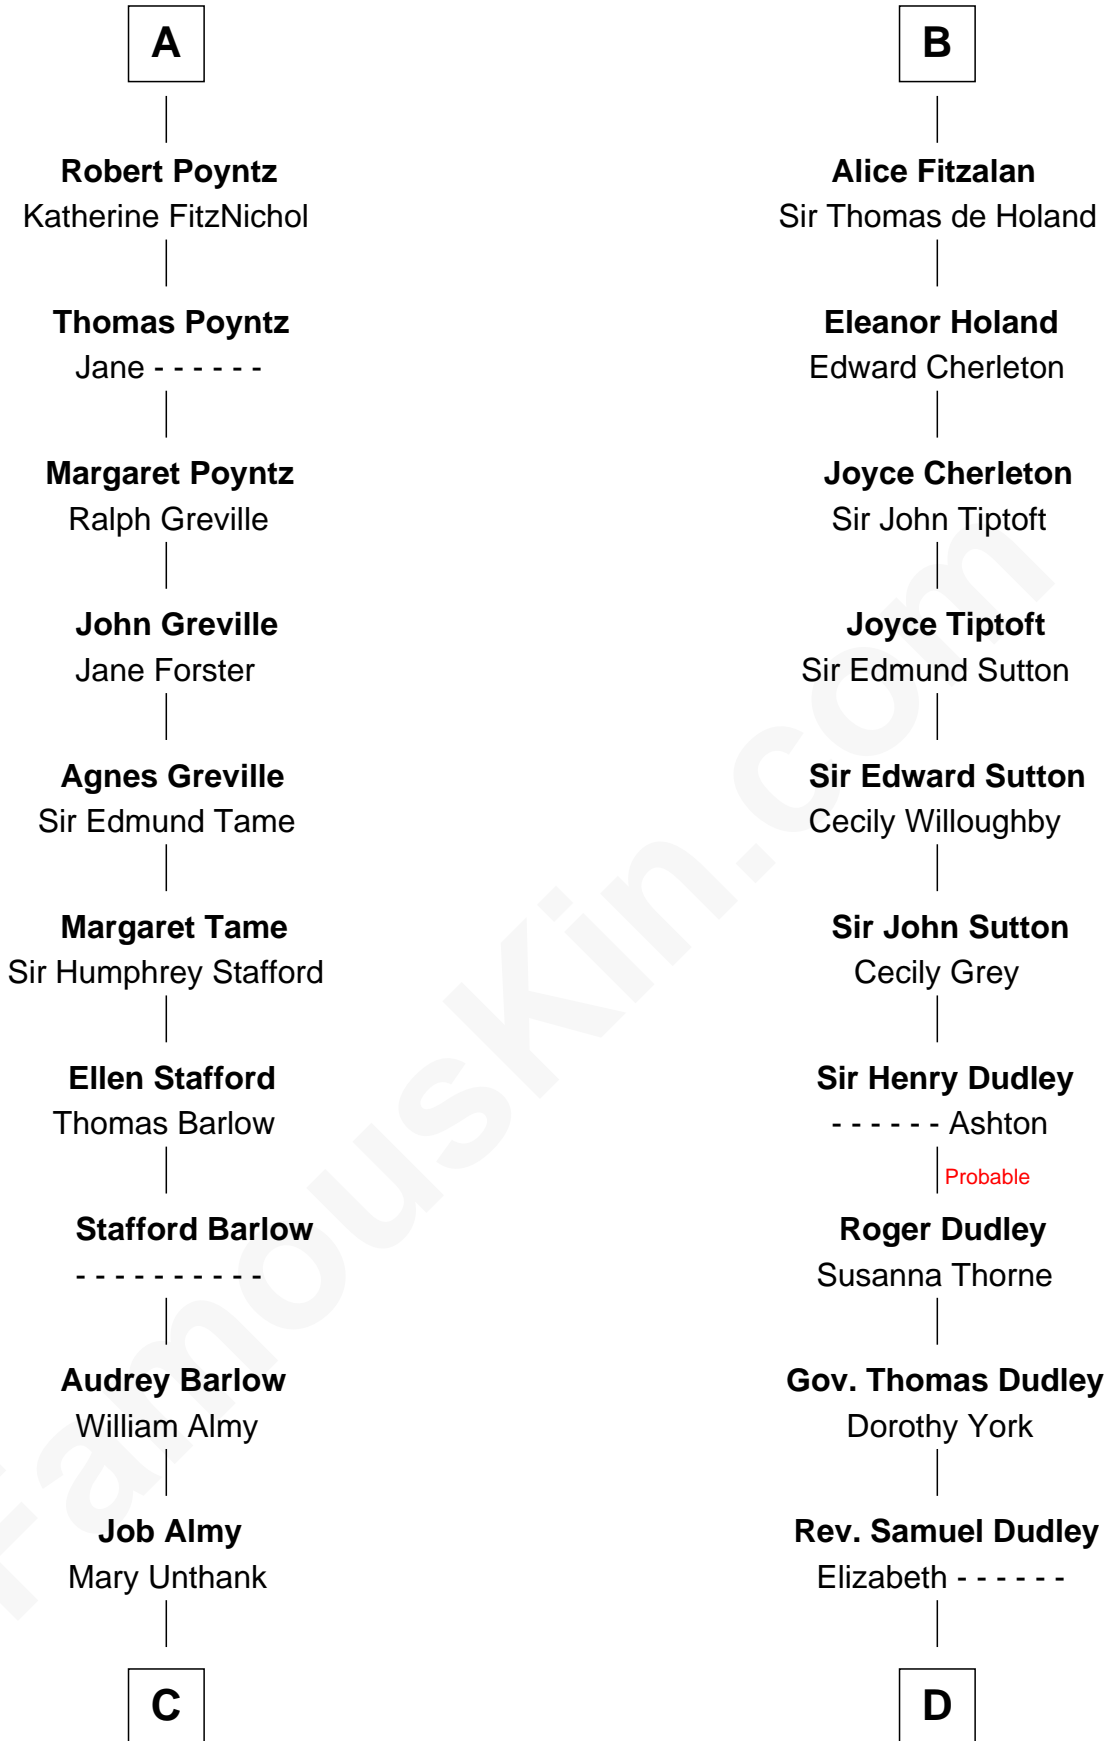 A
Robert Poyntz
Katherine FitzNichol
Thomas Poyntz
Jane - - - - - -
Margaret Poyntz
Ralph Greville
John Greville
Jane Forster
Agnes Greville
Sir Edmund Tame
Margaret Tame
Sir Humphrey Stafford
Ellen Stafford
Thomas Barlow
Stafford Barlow
- - - - - - - - - -
Audrey Barlow
William Almy
Job Almy
Mary Unthank
C
B
Alice Fitzalan
Sir Thomas de Holand
Eleanor Holand
Edward Cherleton
Joyce Cherleton
Sir John Tiptoft
Joyce Tiptoft
Sir Edmund Sutton
Sir Edward Sutton
Cecily Willoughby
Sir John Sutton
Cecily Grey
Sir Henry Dudley
- - - - - - Ashton
Probable
Roger Dudley
Susanna Thorne
Gov. Thomas Dudley
Dorothy York
Rev. Samuel Dudley
Elizabeth - - - - - -
D
FamousKin.com